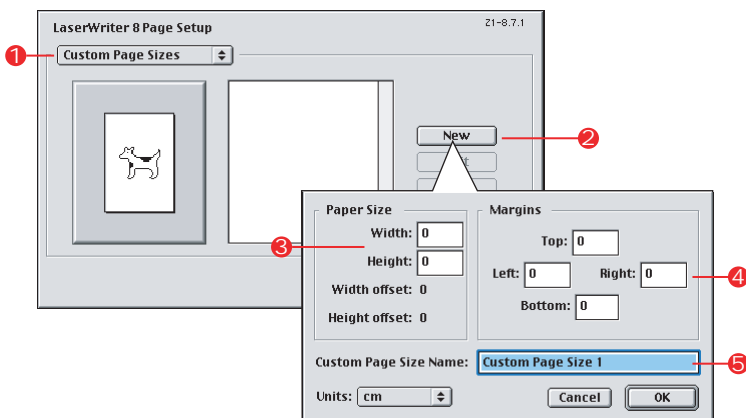 LaserWriter 8 Page Setup
Z1-8.7.1
1
Custom Page Sizes
New
2
Paper Size
Width: 0
3
Height: 0
Width offset: 0
Height offset: 0
Margins
Top: 0
Left: 0
Right: 0
4
Bottom: 0
Custom Page Size Name: Custom Page Size 1
5
Units: cm
Cancel
OK